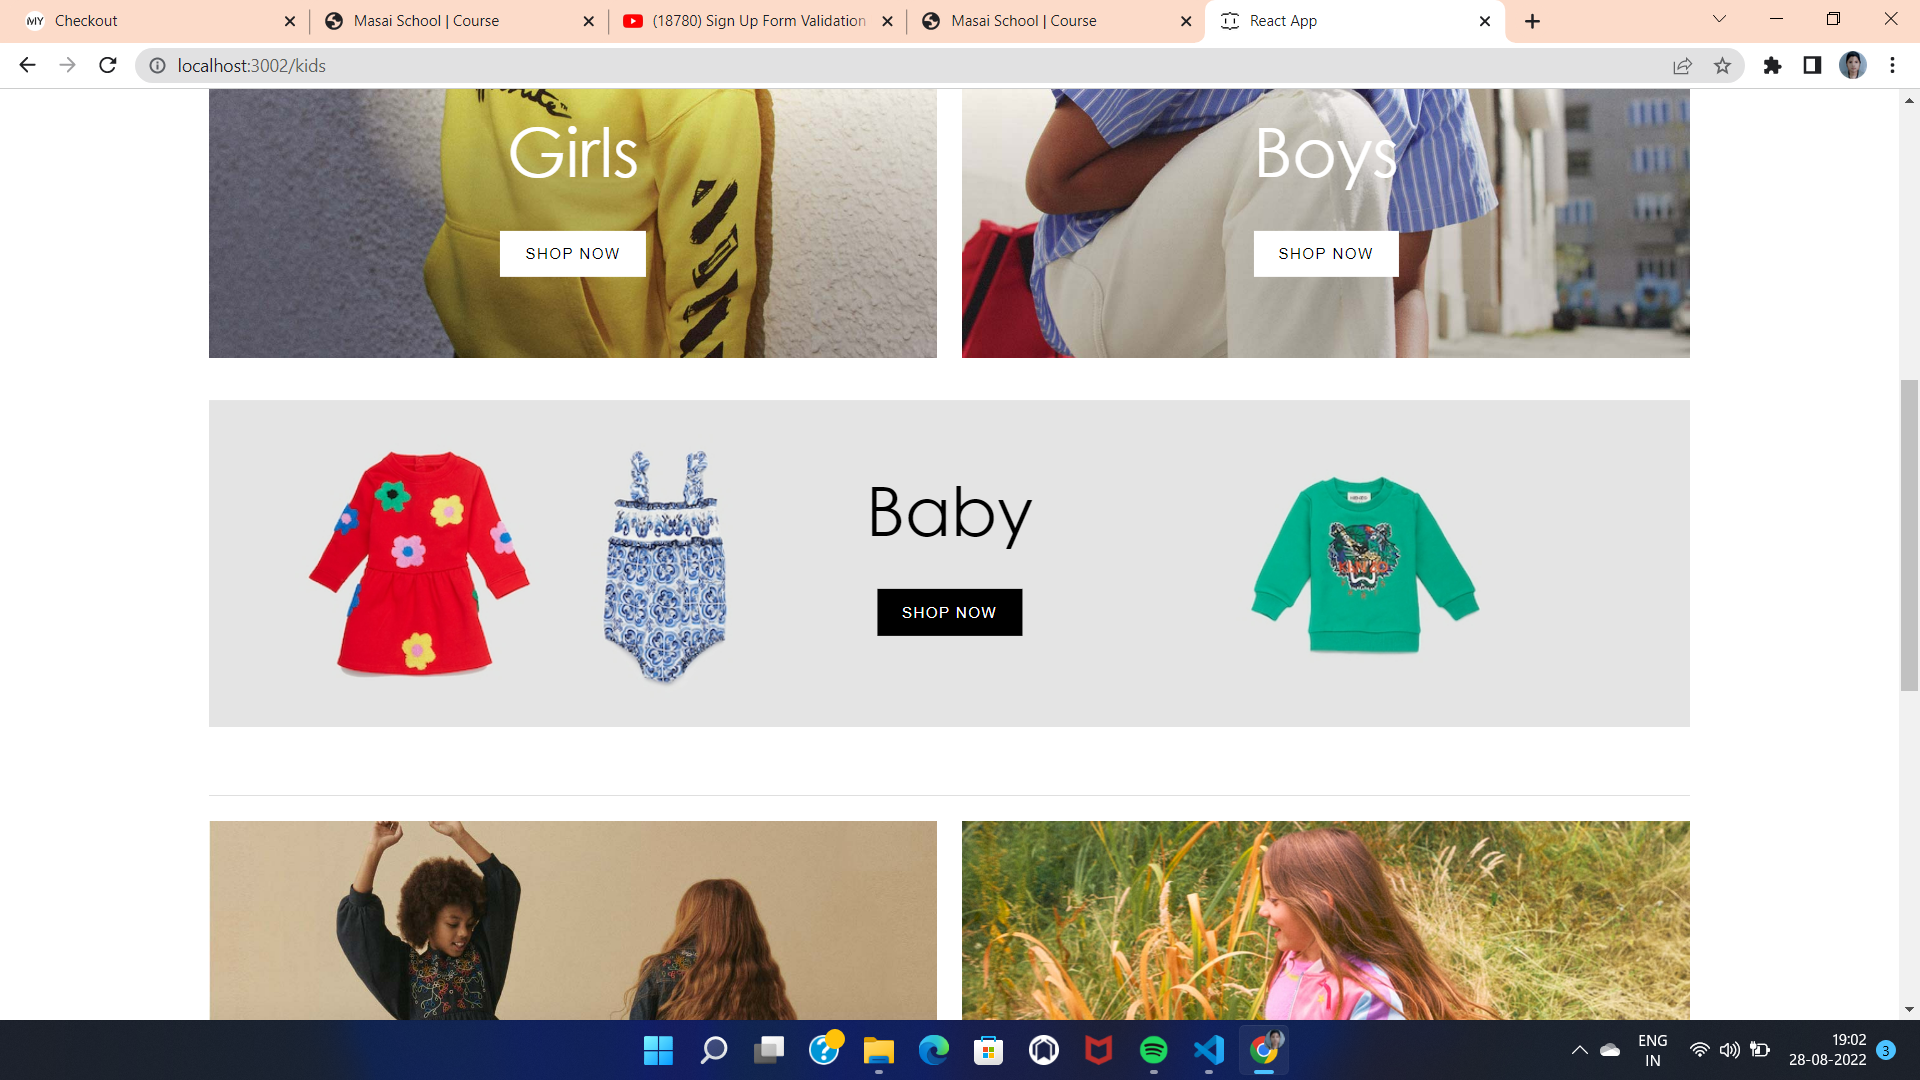 MY Checkout
Masai School | Course
(18780) Sign Up Form Validation
Masai School | Course
React App
localhost:3002/kids
Girls
Boys
SHOP NOW
SHOP NOW
Baby
KENZO
SHOP NOW
ENG
IN
19:02
28-08-2022
3